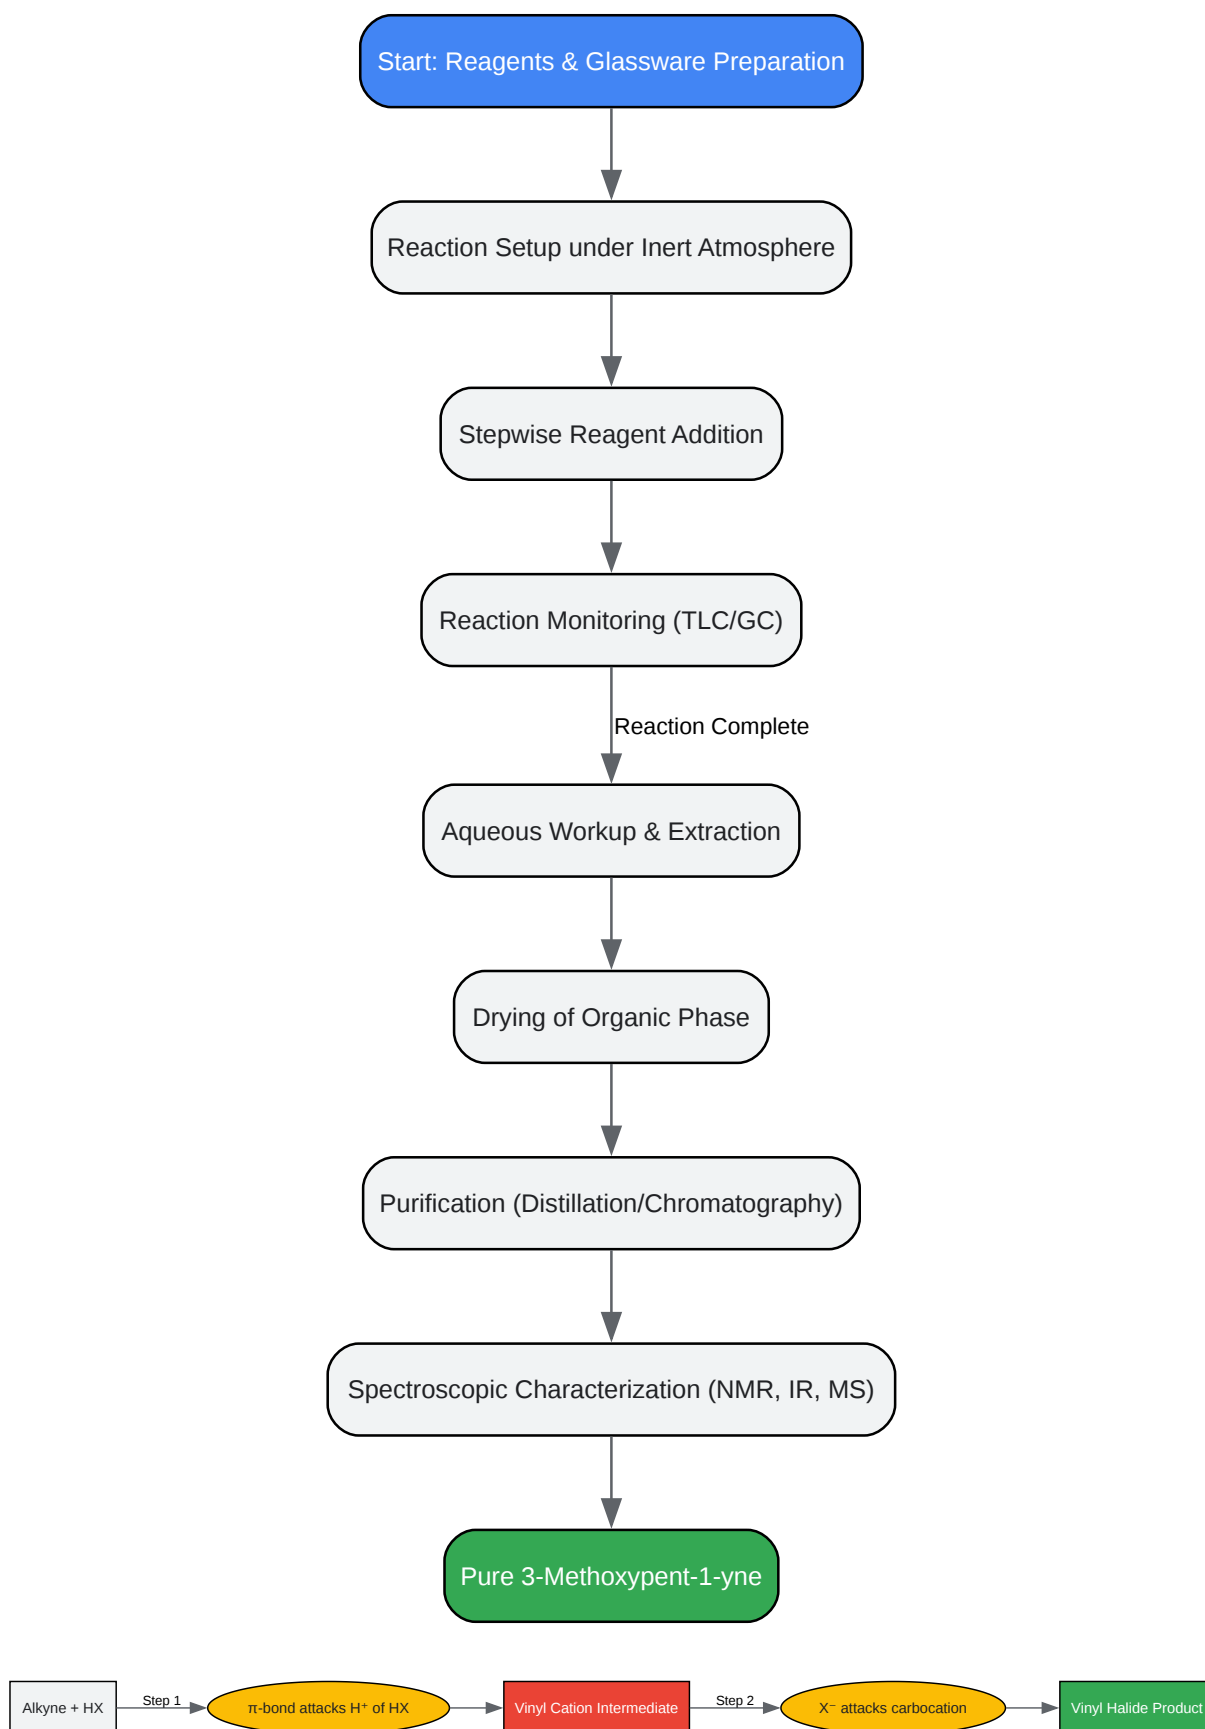 Start: Reagents & Glassware Preparation
Reaction Setup under Inert Atmosphere
Stepwise Reagent Addition
Reaction Monitoring (TLC/GC)
Reaction Complete
Aqueous Workup & Extraction
Drying of Organic Phase
Purification (Distillation/Chromatography)
Spectroscopic Characterization (NMR, IR, MS)
Pure 3-Methoxypent-1-yne
Alkyne + HX
Step 1
π-bond attacks H⁺ of HX
Vinyl Cation Intermediate
Step 2
X⁻ attacks carbocation
Vinyl Halide Product